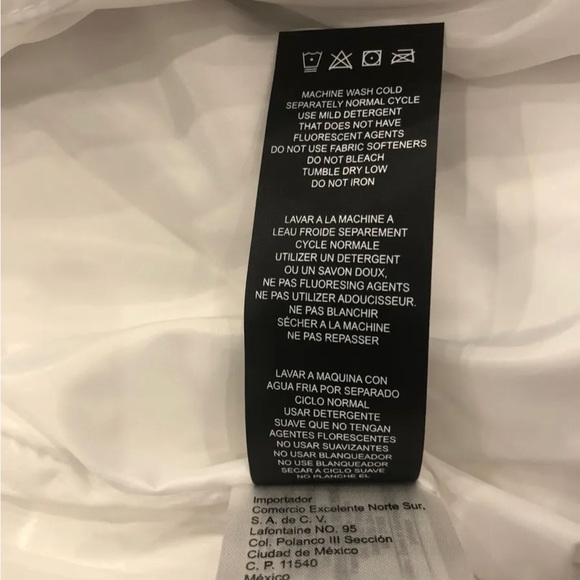 MACHINE WASH COLD
SEPARATELY NORMAL CYCLE
USE MILD DETERGENT
THAT DOES NOT HAVE
FLUORESCENT AGENTS
DO NOT USE FABRIC SOFTENERS
DO NOT BLEACH
TUMBLE DRY LOW
DO NOT IRON
LAVAR A LA MACHINE A
LEAU FROIDE SEPAREMENT
CYCLE NORMALE
UTILIZER UN DETERGENT
OU UN SAVON DOUX,
NE PAS FLUORESING AGENTS
NE PAS UTILIZER ADOUCISSEUR.
NE PAS BLANCHIR
SÉCHER A LA MACHINE
NE PAS REPASSER
LAVAR A MAQUINA CON
AGUA FRIA POR SEPARADO
CICLO NORMAL
USAR DETERGENTE
SUAVE QUE NO TENGAN
AGENTES FLORESCENTES
NO USAR SUAVIZANTES
NO USAR BLANQUEADOR
NO USE BLANQUEADOR
SECAR A CICLO SUAVE
NO PLANCHE EL
Importador
Comercio Excelente Norte Sur,
S. A. de C. V.
Lafontaine NO. 95
Col. Polanco III Sección
Ciudad de México
C. P. 11540
México